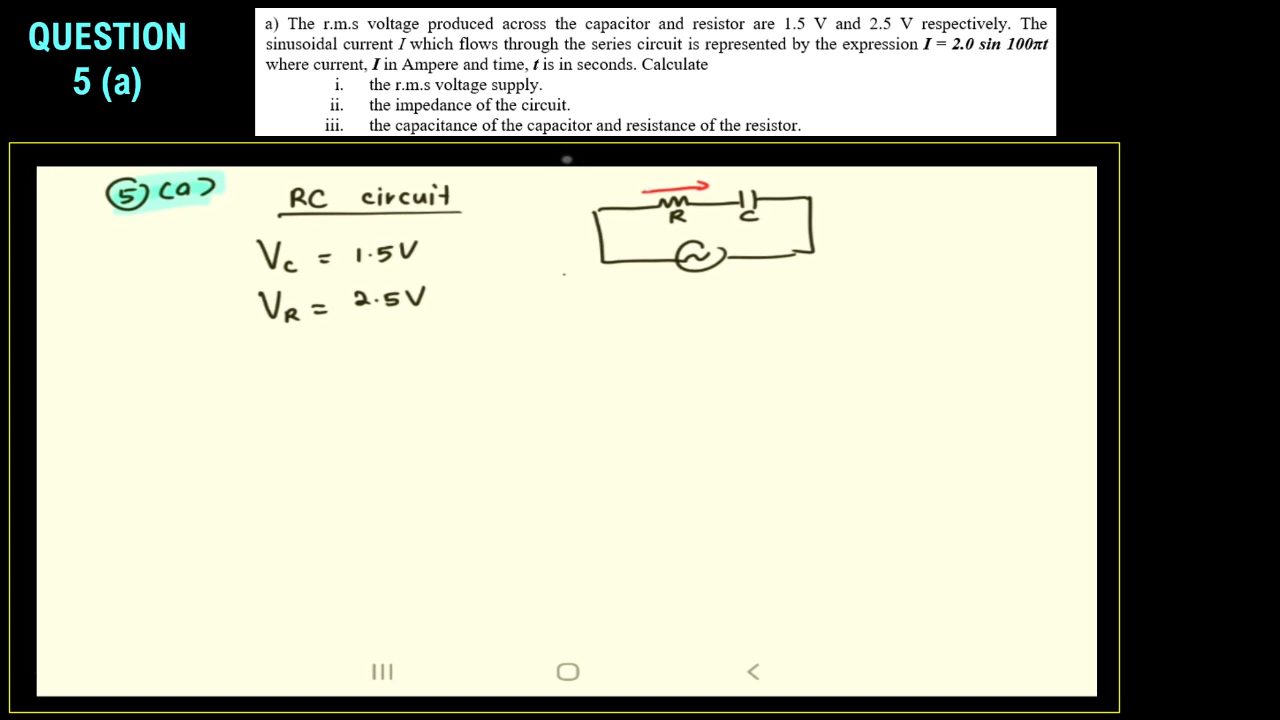 QUESTION
5 (a)
a) The r.m.s voltage produced across the capacitor and resistor are 1.5 V and 2.5 V respectively. The
sinusoidal current I which flows through the series circuit is represented by the expression I = 2.0 sin 100πt
where current, I in Ampere and time, t is in seconds. Calculate
i. the r.m.s voltage supply.
ii. the impedance of the circuit.
iii. the capacitance of the capacitor and resistance of the resistor.
5) (a)
RC circuit
R C
Vc = 1.5V
VR = 2.5V